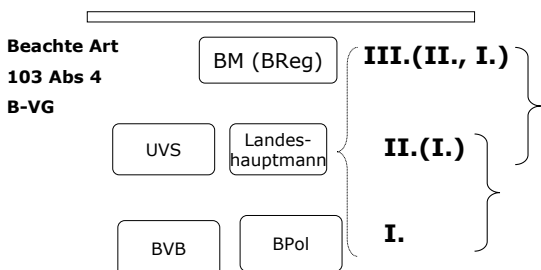 Beachte Art
103 Abs 4
B-VG
BM (BReg)
III.(II., I.)
UVS
Landes-
hauptmann
II.(I.)
BVB
BPol
I.